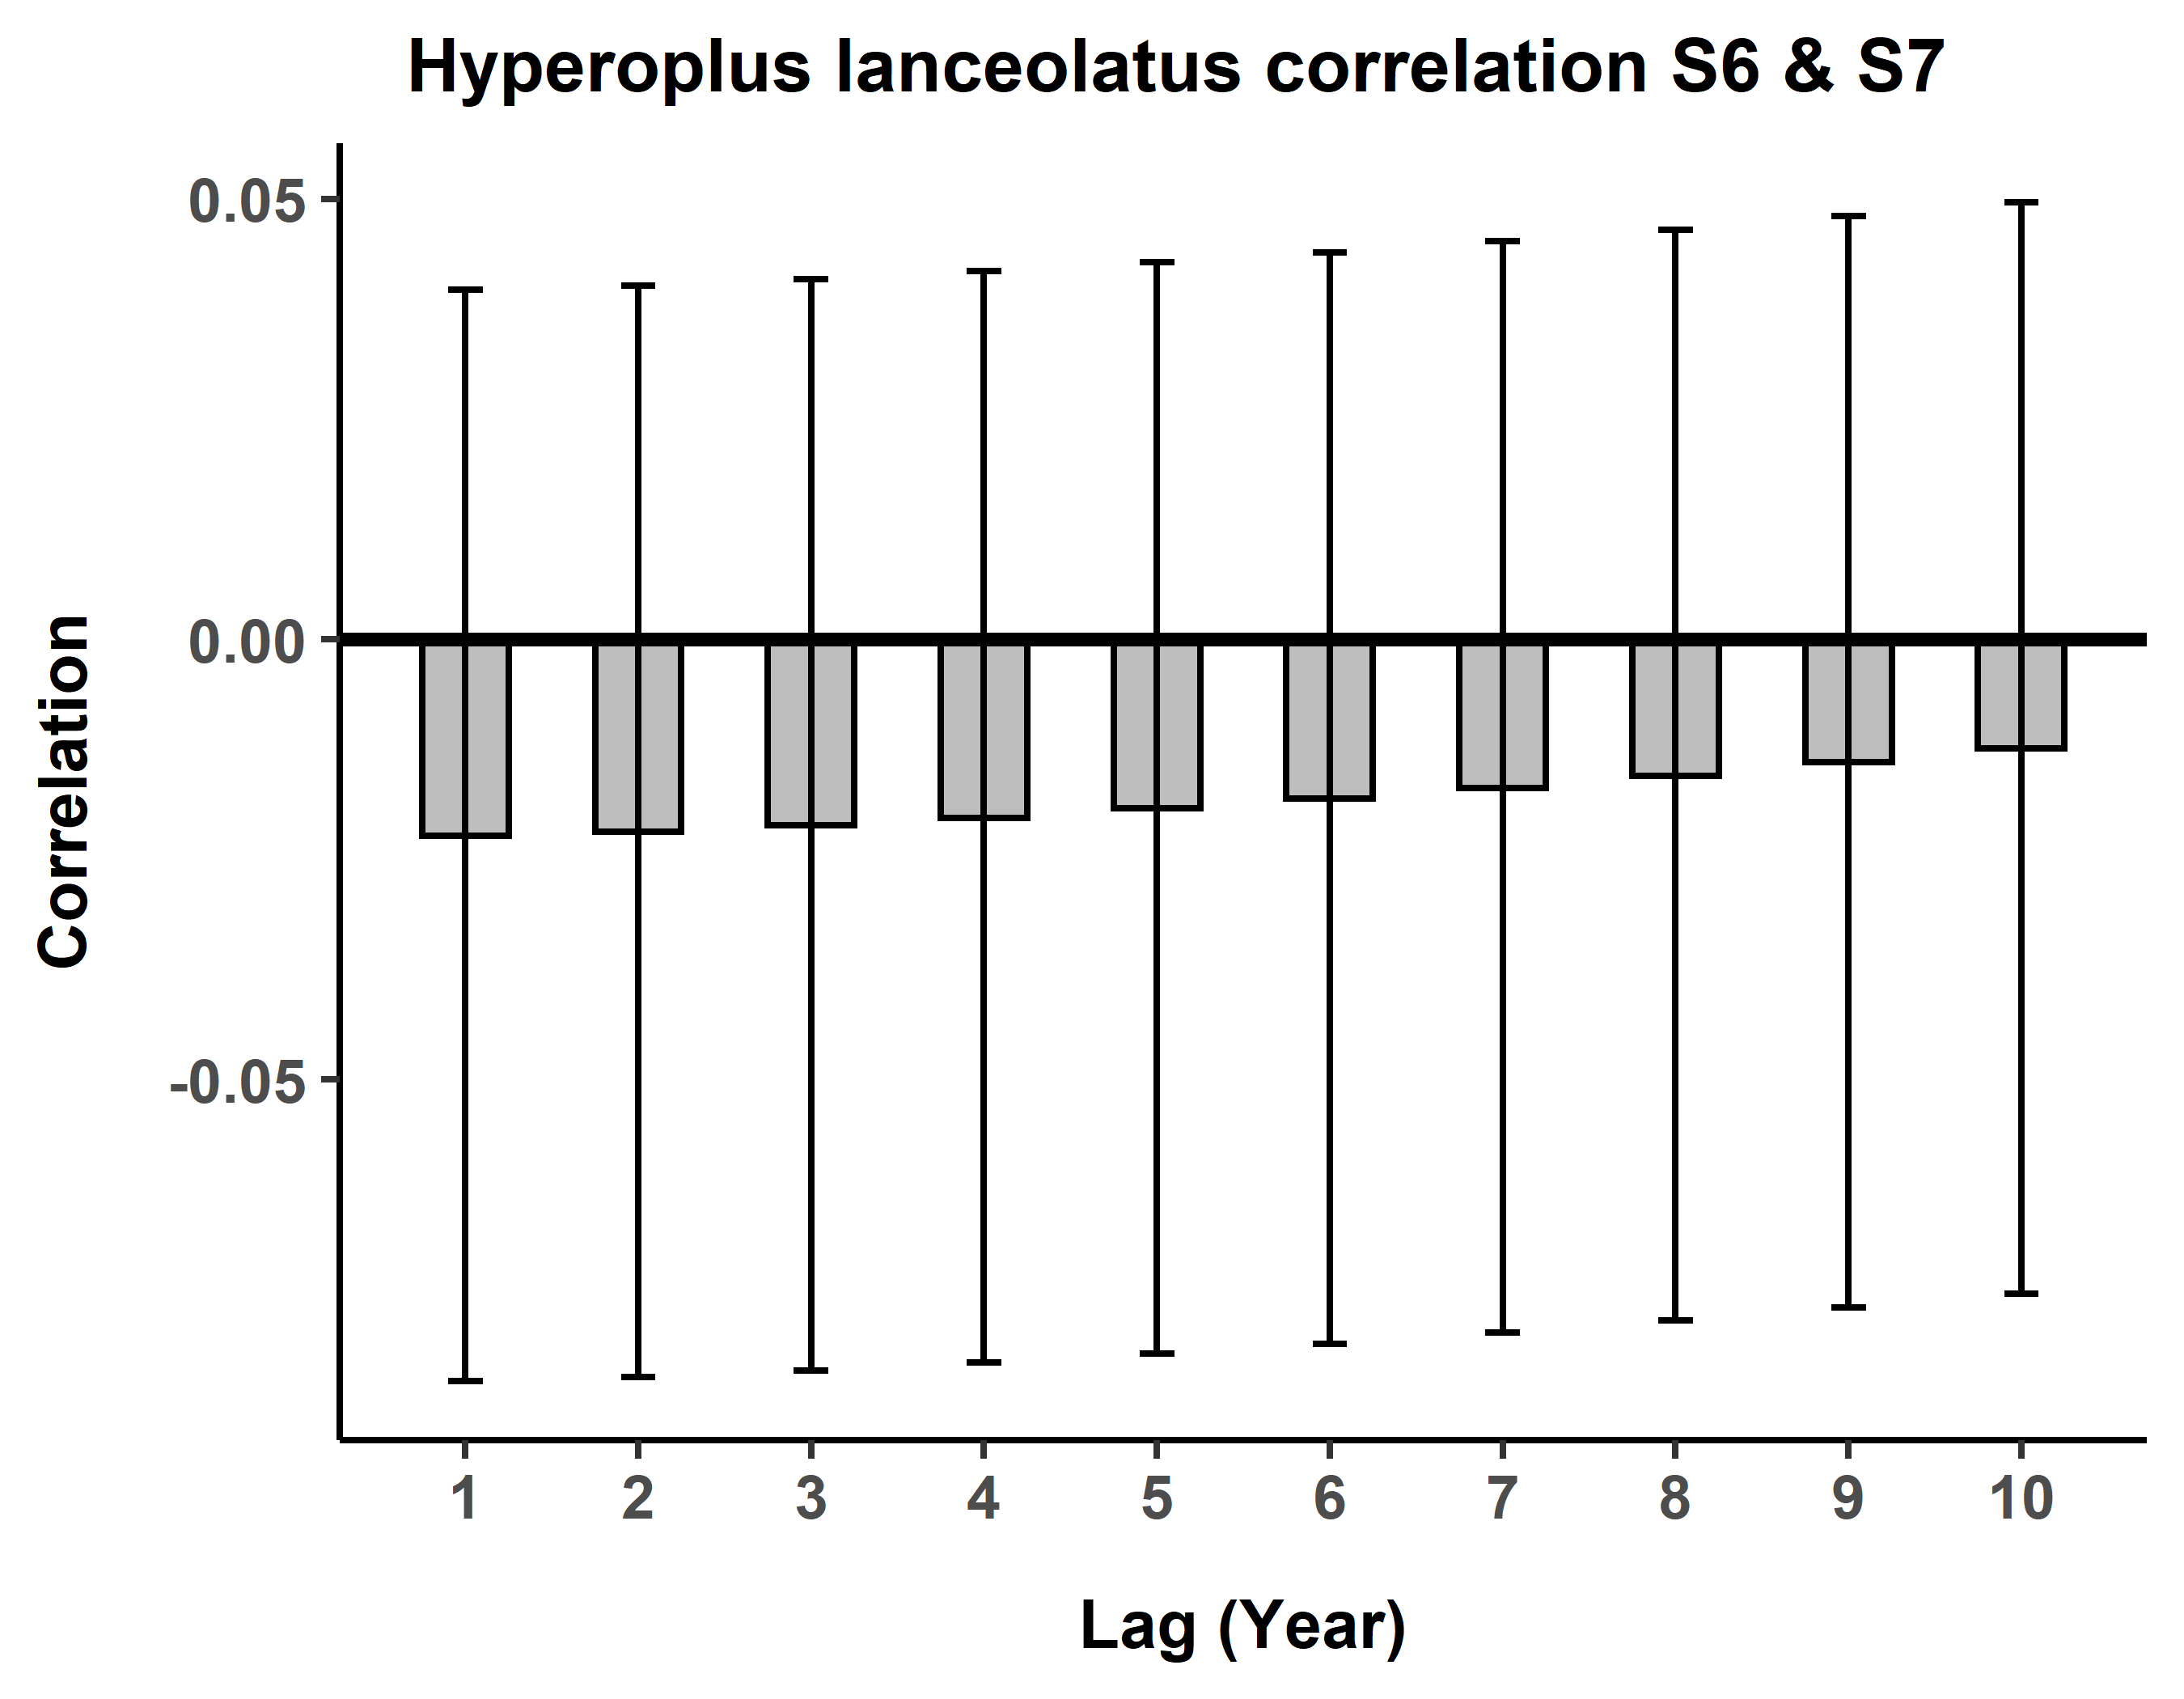 Hyperoplus lanceolatus correlation S6 & S7
0.05
0.00
-0.05
Correlation
1 2 3 4 5 6 7 8 9 10
Lag (Year)